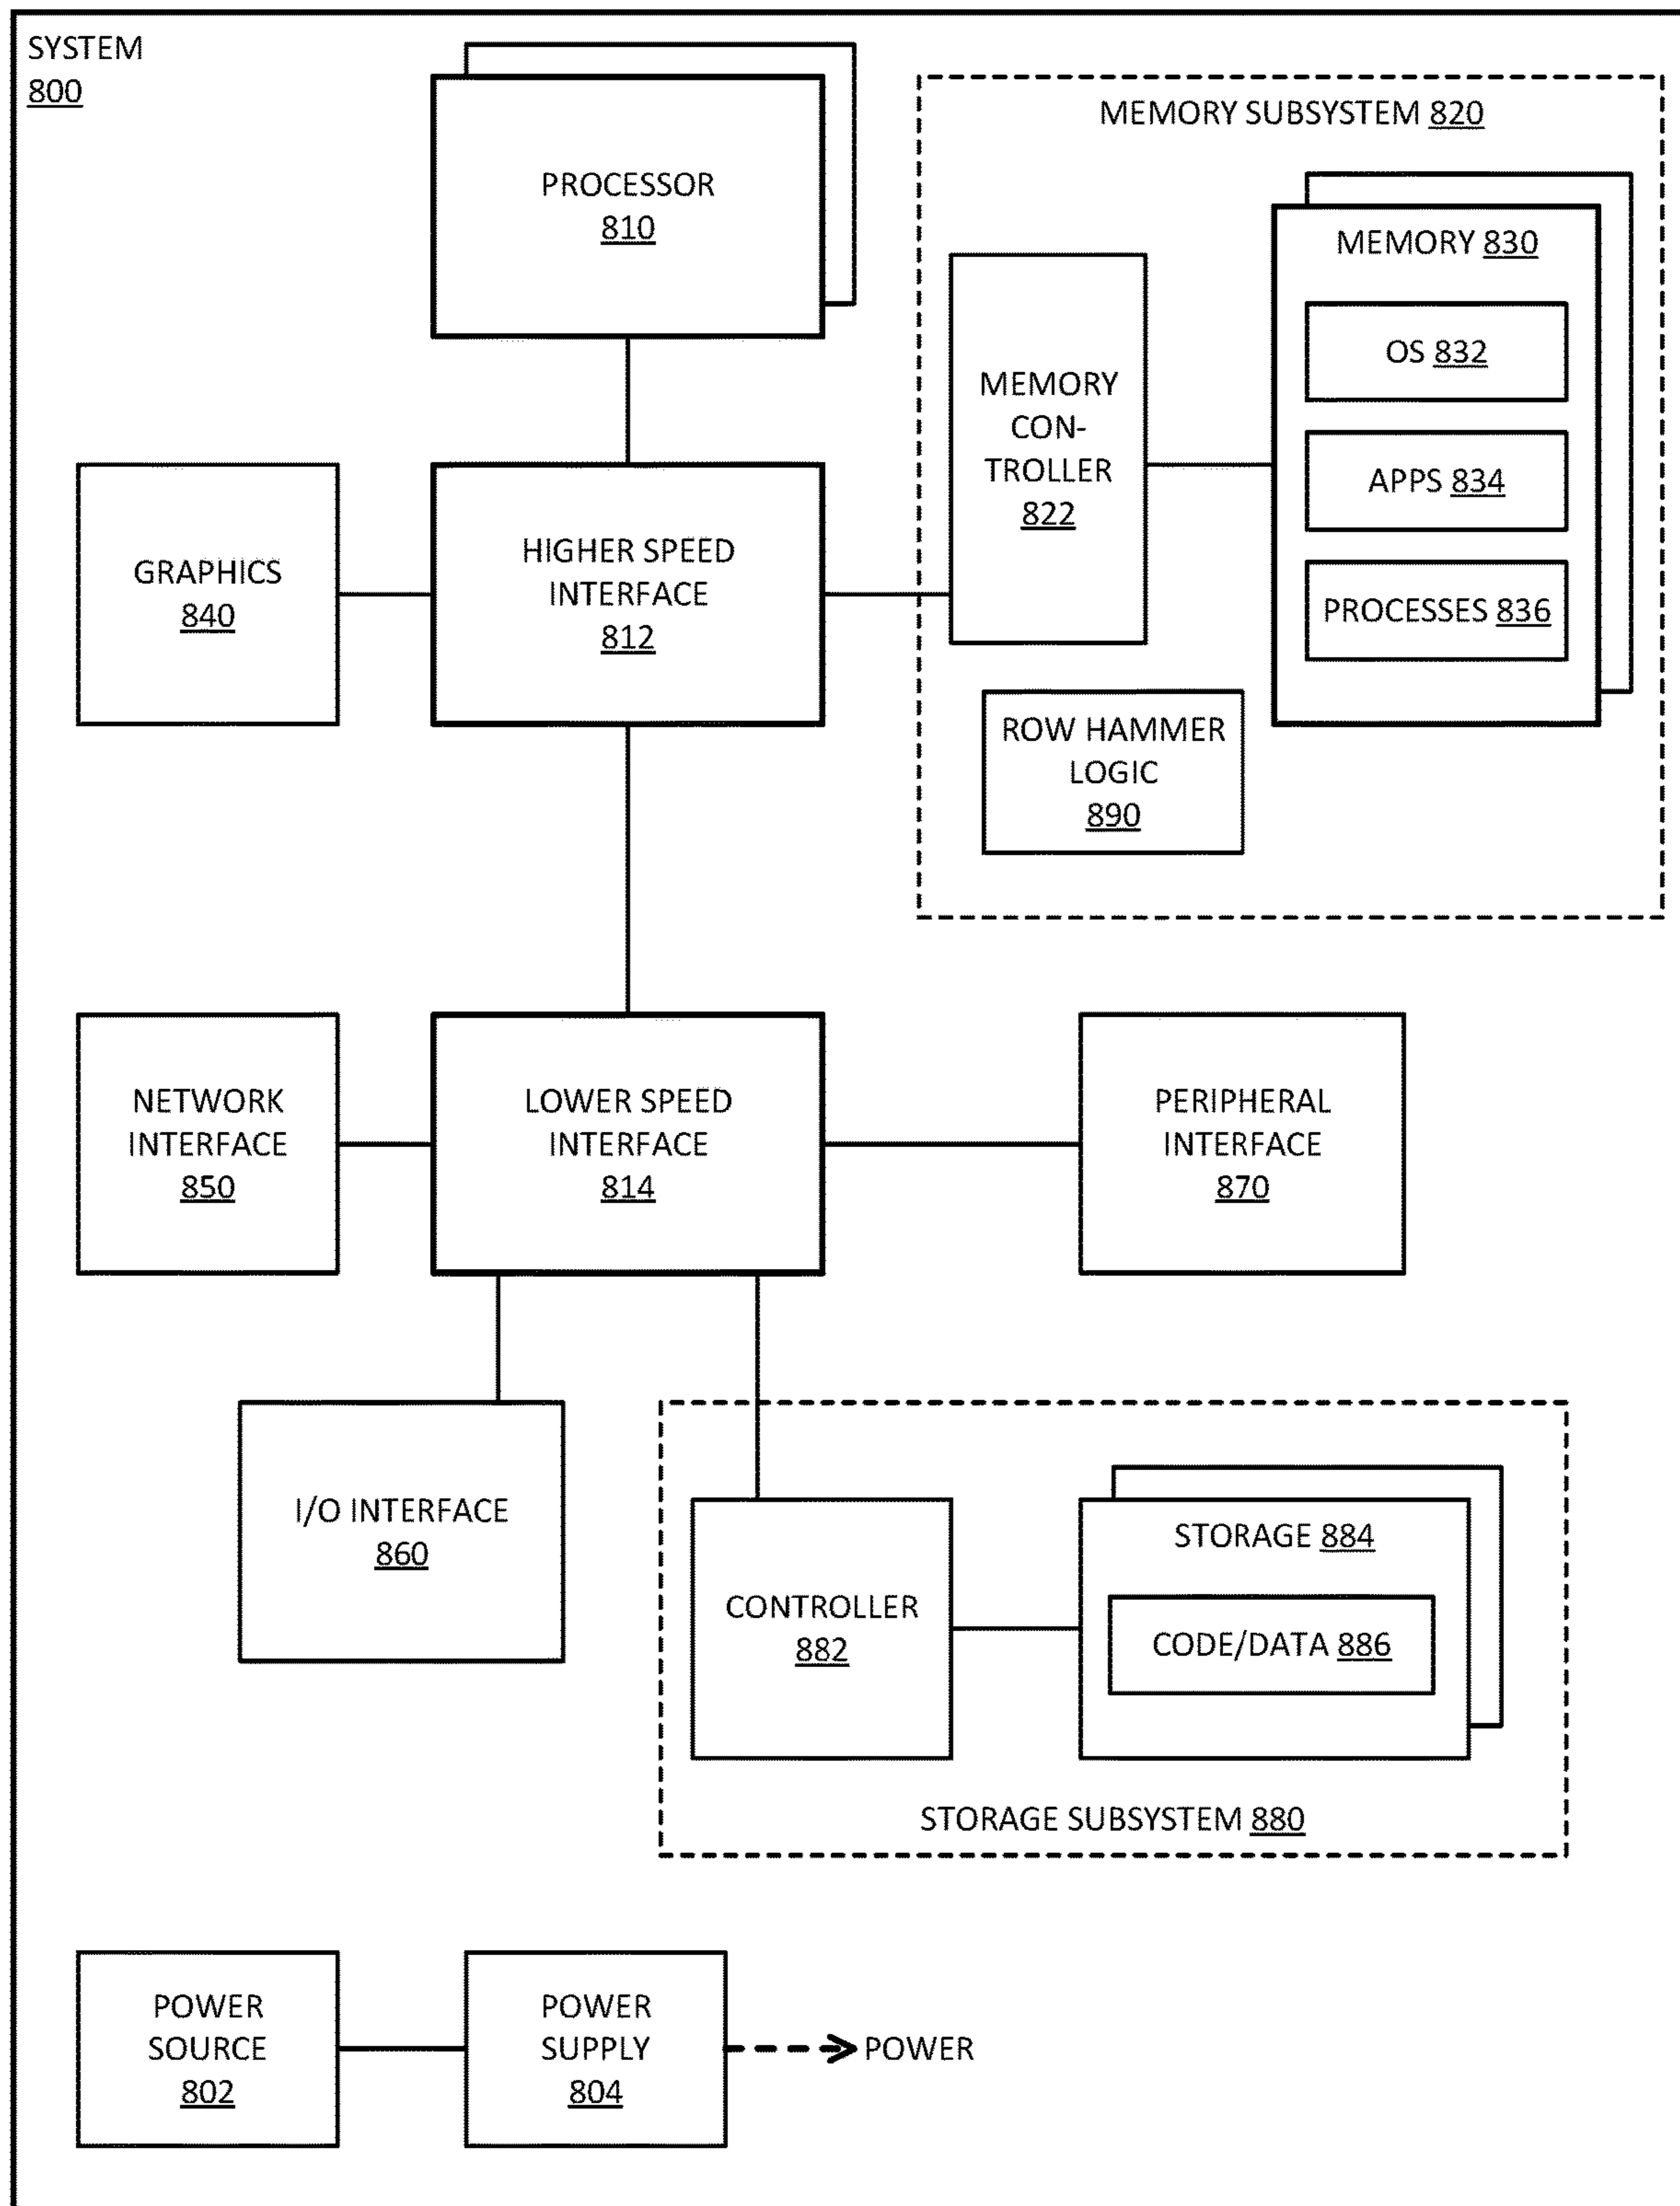 SYSTEM
800
PROCESSOR
810
MEMORY SUBSYSTEM 820
MEMORY
CON-
TROLLER
822
MEMORY 830
OS 832
APPS 834
PROCESSES 836
ROW HAMMER
LOGIC
890
GRAPHICS
840
HIGHER SPEED
INTERFACE
812
NETWORK
INTERFACE
850
LOWER SPEED
INTERFACE
814
PERIPHERAL
INTERFACE
870
I/O INTERFACE
860
CONTROLLER
882
STORAGE 884
CODE/DATA 886
STORAGE SUBSYSTEM 880
POWER
SOURCE
802
POWER
SUPPLY
804
POWER